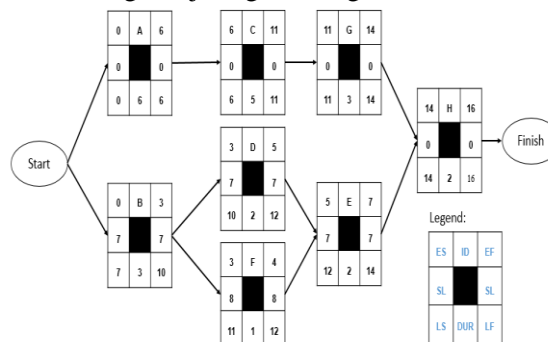 Start
0 A 6
0 0
0 6 6
6 C 11
0 0
6 5 11
11 G 14
0 0
11 3 14
0 B 3
7 7
7 3 10
3 D 5
7 7
10 2 12
3 F 4
8 8
11 1 12
5 E 7
7 7
12 2 14
14 H 16
0 0
14 2 16
Finish
Legend:
ES ID EF
SL SL
LS DUR LF